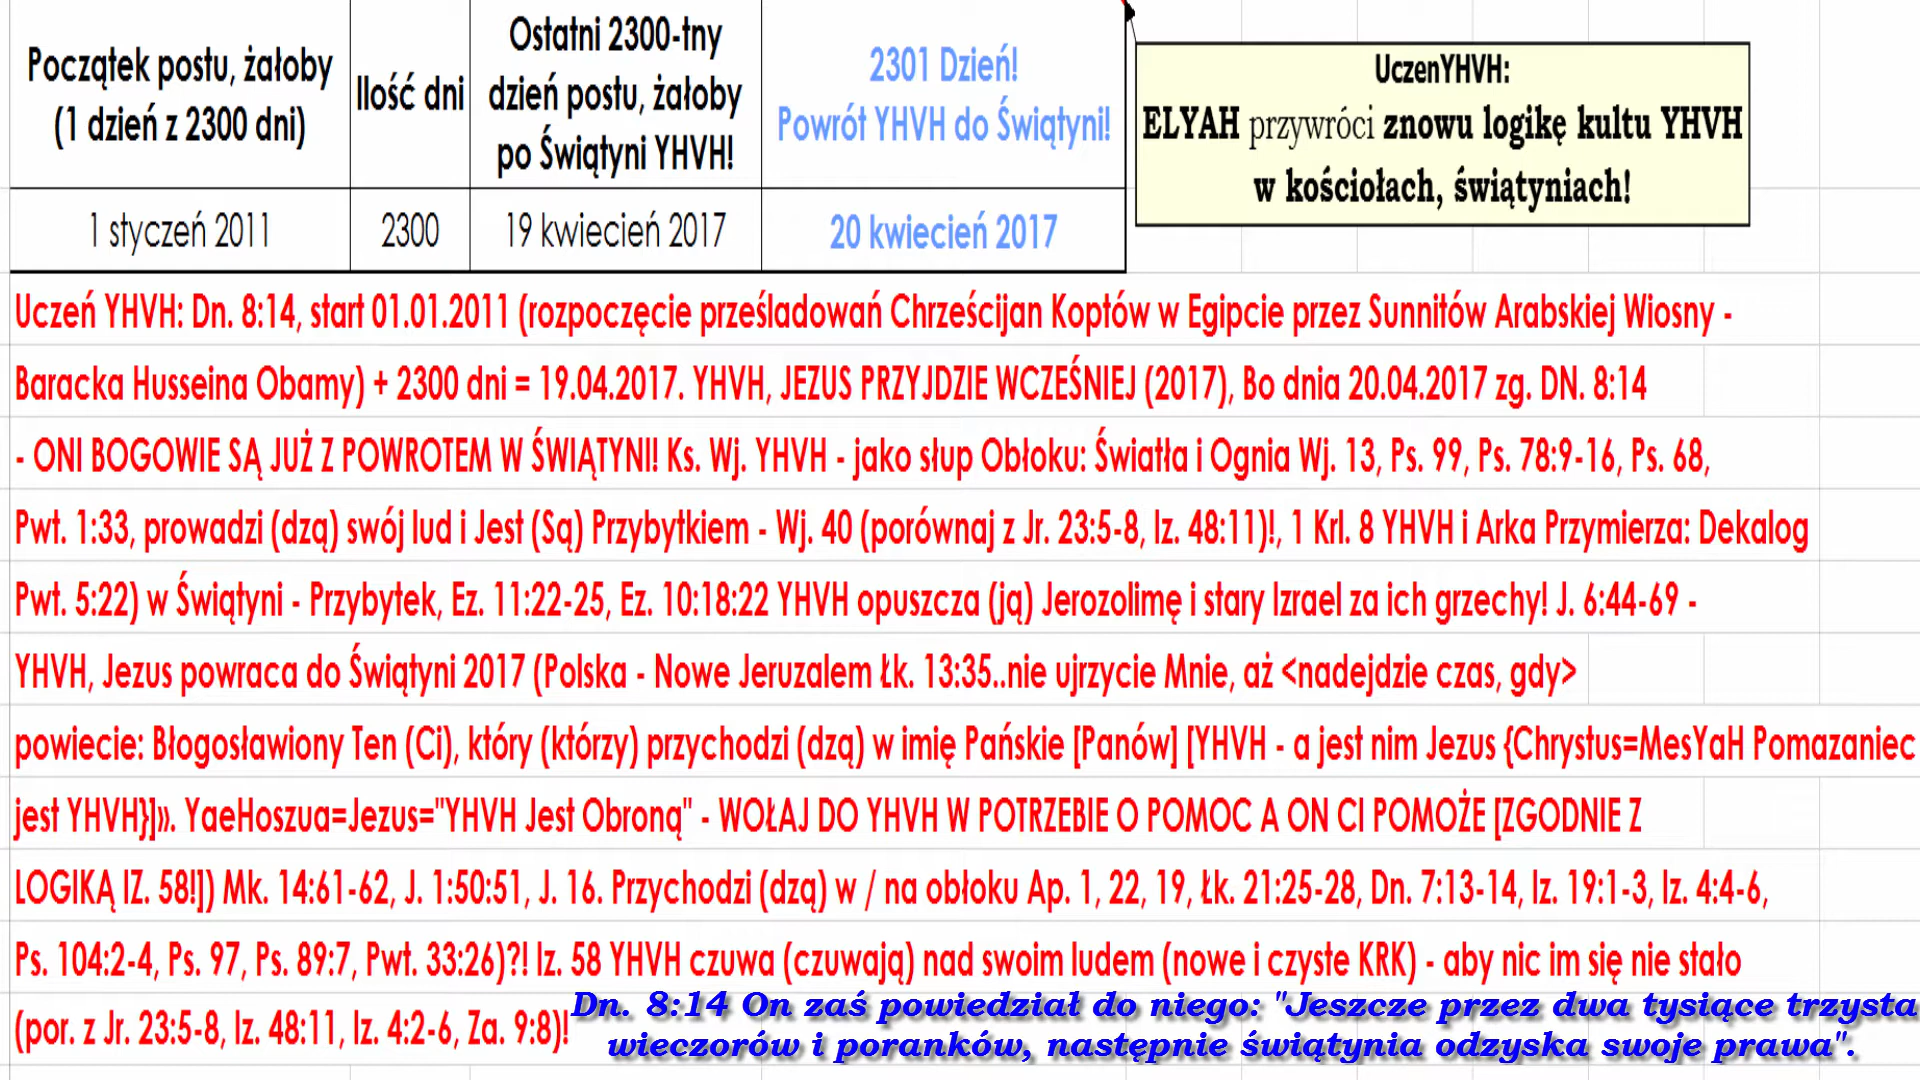 Początek postu, żałoby
(1 dzień z 2300 dni)
Ilość dni
Ostatni 2300-tny
dzień postu, żałoby
po Świątyni YHVH!
2301 Dzień!
Powrót YHVH do Świątyni!
UczenYHVH:
ELYAH przywróci znowu logikę kultu YHVH
w kościołach, świątyniach!
1 styczeń 2011
2300
19 kwiecień 2017
20 kwiecień 2017
Uczeń YHVH: Dn. 8:14, start 01.01.2011 (rozpoczęcie prześladowań Chrześcijan Koptów w Egipcie przez Sunnitów Arabskiej Wiosny -
Baracka Husseina Obamy) + 2300 dni = 19.04.2017. YHVH, JEZUS PRZYJDZIE WCZEŚNIEJ (2017), Bo dnia 20.04.2017 zg. DN. 8:14
- ONI BOGOWIE SĄ JUŻ Z POWROTEM W ŚWIĄTYNI! Ks. Wj. YHVH - jako słup Obłoku: Światła i Ognia Wj. 13, Ps. 99, Ps. 78:9-16, Ps. 68,
Pwt. 1:33, prowadzi (dzą) swój lud i Jest (Są) Przybytkiem - Wj. 40 (porównaj z Jr. 23:5-8, Iz. 48:11)!, 1 Krl. 8 YHVH i Arka Przymierza: Dekalog
Pwt. 5:22) w Świątyni - Przybytek, Ez. 11:22-25, Ez. 10:18:22 YHVH opuszcza (ją) Jerozolimę i stary Izrael za ich grzechy! J. 6:44-69 -
YHVH, Jezus powraca do Świątyni 2017 (Polska - Nowe Jeruzalem Łk. 13:35..nie ujrzycie Mnie, aż <nadejdzie czas, gdy>
powiecie: Błogosławiony Ten (Ci), który (którzy) przychodzi (dzą) w imię Pańskie [Panów] [YHVH - a jest nim Jezus {Chrystus=MesYaH Pomazaniec
jest YHVH}]». YaeHoszua=Jezus="YHVH Jest Obroną" - WOŁAJ DO YHVH W POTRZEBIE O POMOC A ON CI POMOŻE [ZGODNIE Z
LOGIKĄ IZ. 58!]) Mk. 14:61-62, J. 1:50:51, J. 16. Przychodzi (dzą) w / na obłoku Ap. 1, 22, 19, Łk. 21:25-28, Dn. 7:13-14, Iz. 19:1-3, Iz. 4:4-6,
Ps. 104:2-4, Ps. 97, Ps. 89:7, Pwt. 33:26)?! Iz. 58 YHVH czuwa (czuwają) nad swoim ludem (nowe i czyste KRK) - aby nic im się nie stało
(por. z Jr. 23:5-8, Iz. 48:11, Iz. 4:2-6, Za. 9:8)!
Dn. 8:14 On zaś powiedział do niego: "Jeszcze przez dwa tysiące trzysta
wieczorów i poranków, następnie świątynia odzyska swoje prawa".